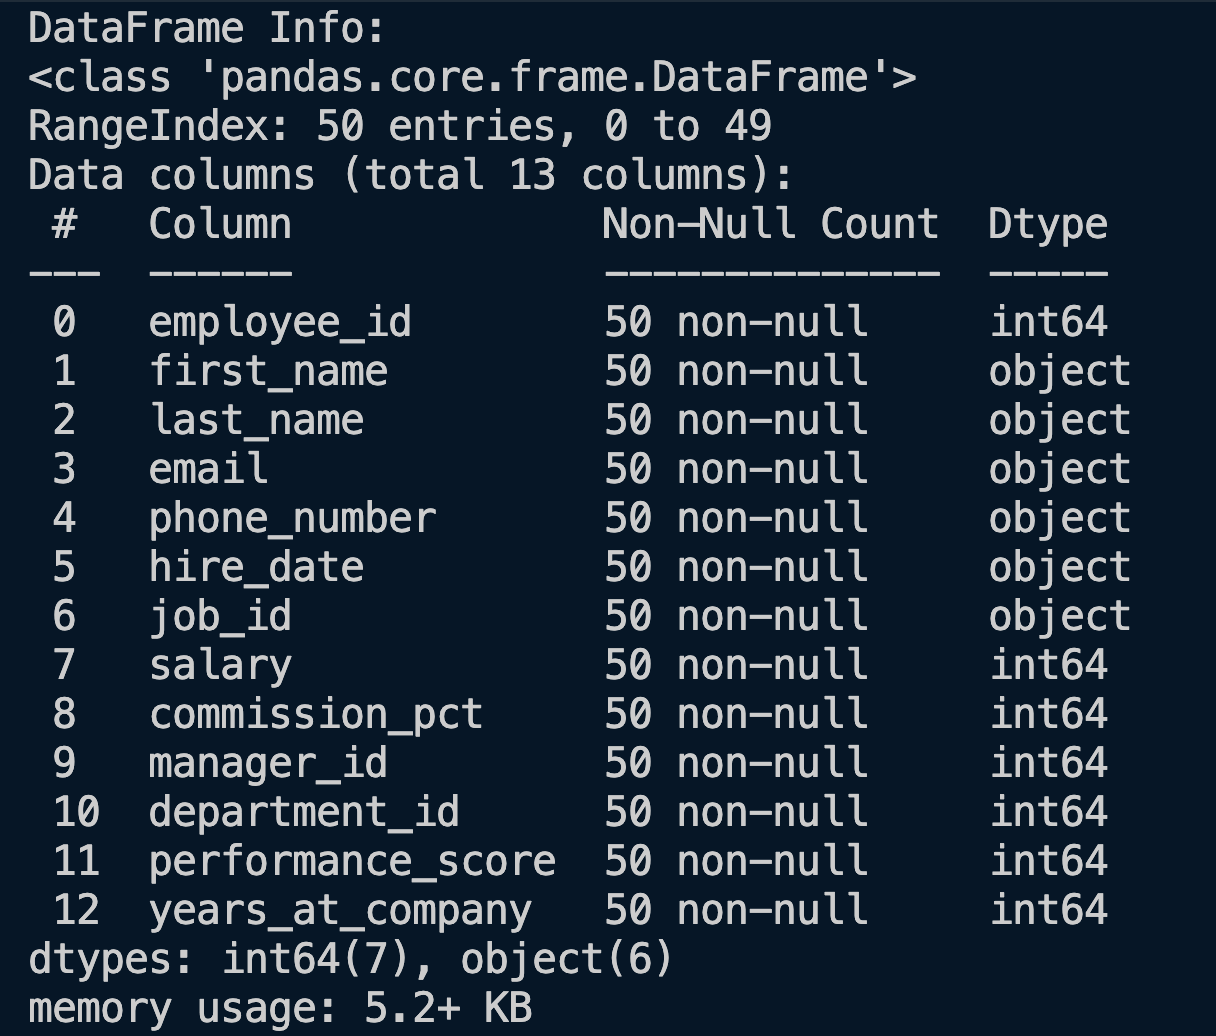 DataFrame Info:
<class 'pandas.core.frame.DataFrame'>
RangeIndex: 50 entries, 0 to 49
Data columns (total 13 columns):
 #   Column             Non-Null Count  Dtype
---  ------             --------------  -----
 0   employee_id        50 non-null     int64
 1   first_name         50 non-null     object
 2   last_name          50 non-null     object
 3   email              50 non-null     object
 4   phone_number       50 non-null     object
 5   hire_date          50 non-null     object
 6   job_id             50 non-null     object
 7   salary             50 non-null     int64
 8   commission_pct     50 non-null     int64
 9   manager_id         50 non-null     int64
 10  department_id      50 non-null     int64
 11  performance_score  50 non-null     int64
 12  years_at_company   50 non-null     int64
dtypes: int64(7), object(6)
memory usage: 5.2+ KB